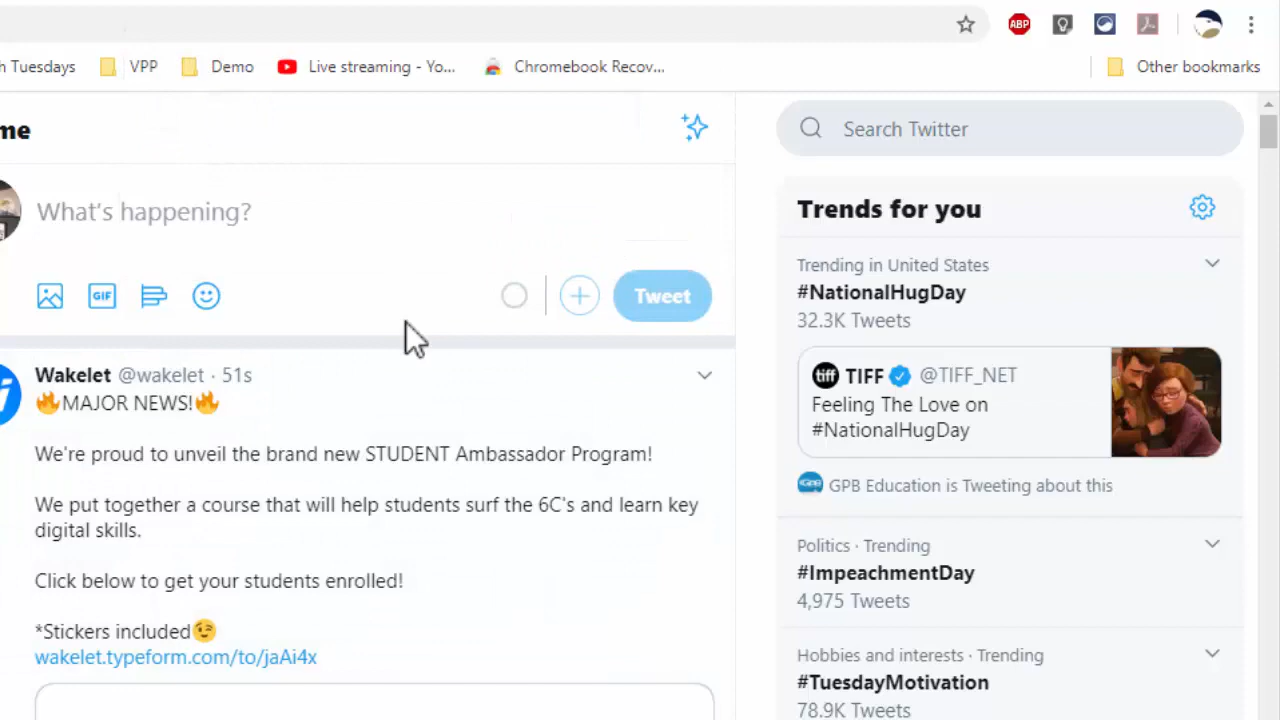 ABP
h Tuesdays
VPP
Demo
Live streaming - Yo...
Chromebook Recov...
Other bookmarks
me
What's happening?
GIF
Tweet
Wakelet @wakelet · 51s
🔥MAJOR NEWS!🔥
We're proud to unveil the brand new STUDENT Ambassador Program!
We put together a course that will help students surf the 6C's and learn key
digital skills.
Click below to get your students enrolled!
*Stickers included😉
wakelet.typeform.com/to/jaAi4x
Search Twitter
Trends for you
Trending in United States
#NationalHugDay
32.3K Tweets
tiff TIFF @TIFF_NET
Feeling The Love on
#NationalHugDay
GPB Education is Tweeting about this
Politics · Trending
#ImpeachmentDay
4,975 Tweets
Hobbies and interests · Trending
#TuesdayMotivation
78.9K Tweets